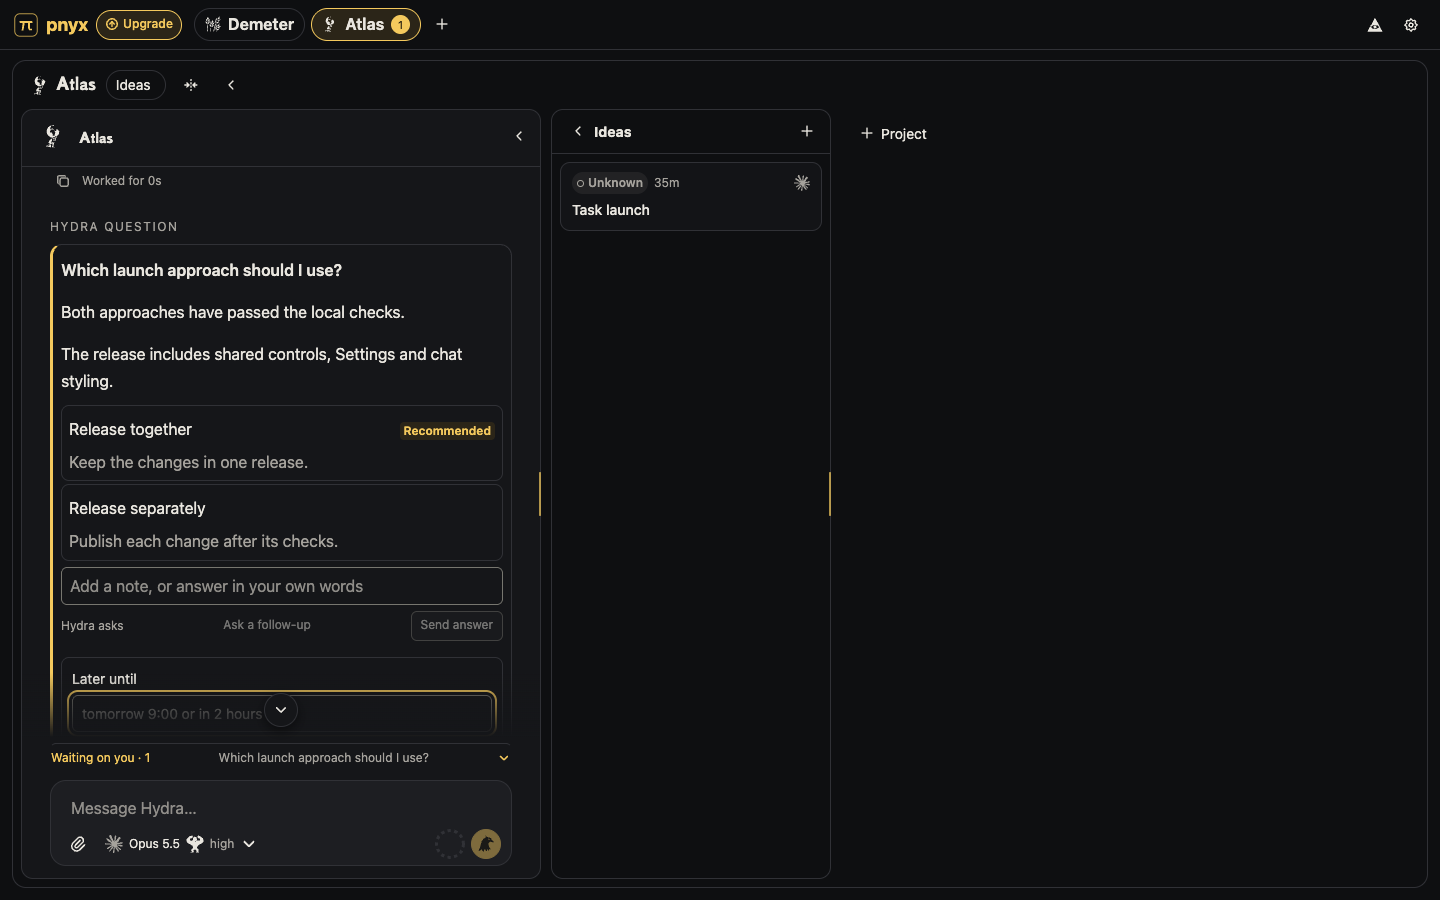 π pnyx Upgrade Demeter Atlas 1 +
Atlas Ideas
Atlas
Worked for 0s
HYDRA QUESTION
Which launch approach should I use?
Both approaches have passed the local checks.
The release includes shared controls, Settings and chat
styling.
Release together Recommended
Keep the changes in one release.
Release separately
Publish each change after its checks.
Add a note, or answer in your own words
Hydra asks Ask a follow-up Send answer
Later until
tomorrow 9:00 or in 2 hours
Waiting on you · 1 Which launch approach should I use?
Message Hydra...
Opus 5.5 high
Ideas +
Unknown 35m
Task launch
+ Project